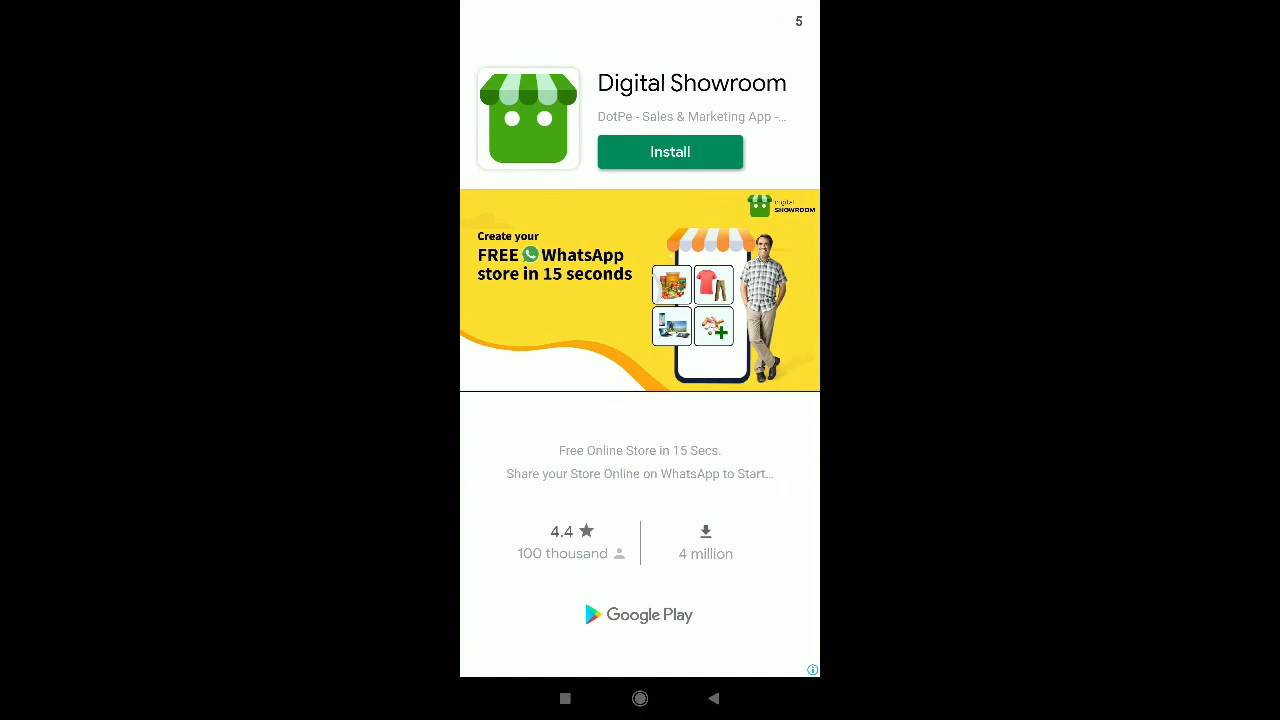 5
Digital Showroom
DotPe - Sales & Marketing App -...
Install
digital
SHOWROOM
Create your
FREE WhatsApp
store in 15 seconds
Free Online Store in 15 Secs.
Share your Store Online on WhatsApp to Start...
4.4 ★
100 thousand
4 million
Google Play